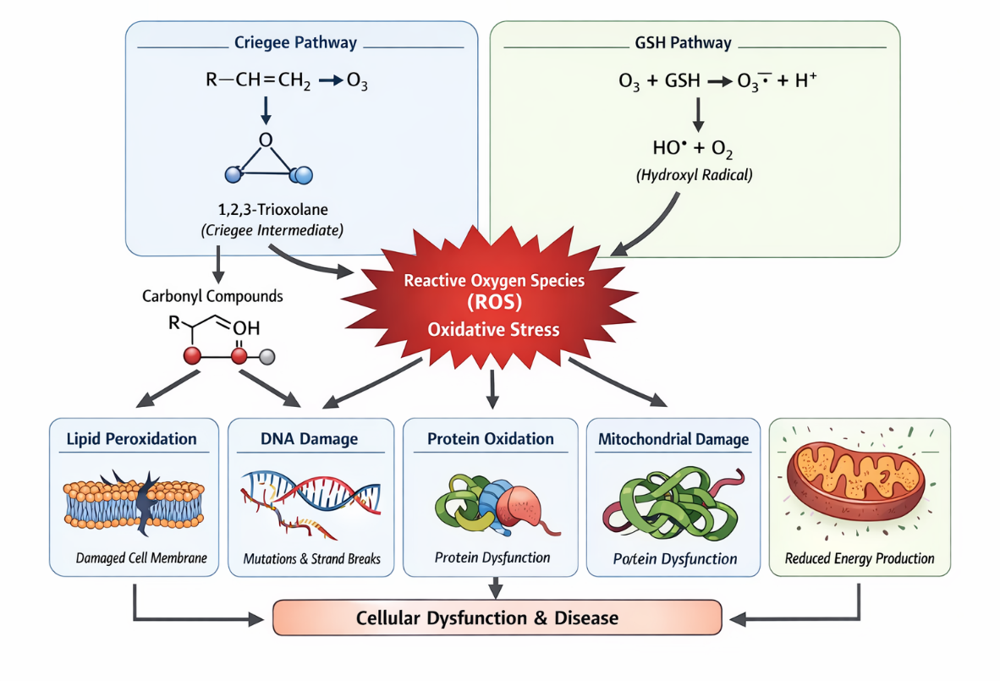 Criegee Pathway
R—CH=CH₂ → O₃
O
1,2,3-Trioxolane
(Criegee Intermediate)
GSH Pathway
O₃ + GSH → O₃⁻• + H⁺
HO• + O₂
(Hydroxyl Radical)
Carbonyl Compounds
R
OH
Reactive Oxygen Species
(ROS)
Oxidative Stress
Lipid Peroxidation
Damaged Cell Membrane
DNA Damage
Mutations & Strand Breaks
Protein Oxidation
Protein Dysfunction
Mitochondrial Damage
Po/tein Dysfunction
Reduced Energy Production
Cellular Dysfunction & Disease